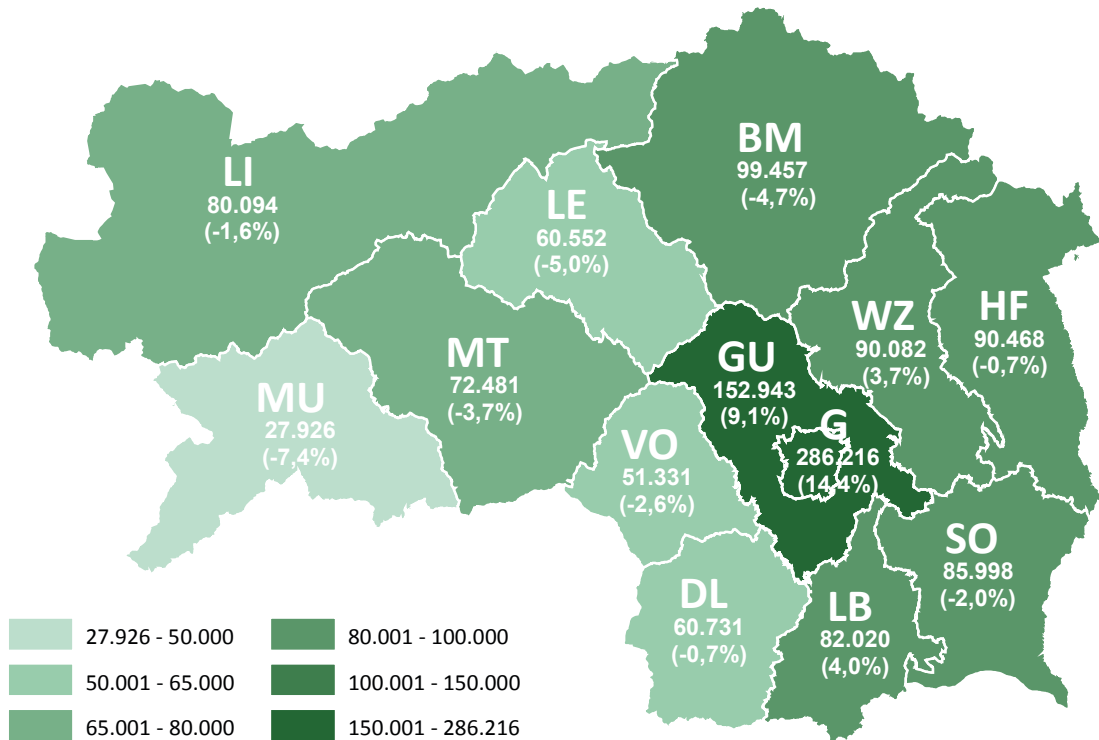 BM
99.457
(-4,7%)
LI
80.094
(-1,6%)
LE
60.552
(-5,0%)
WZ
90.082
(3,7%)
HF
90.468
(-0,7%)
MT
72.481
(-3,7%)
GU
152.943
(9,1%)
MU
27.926
(-7,4%)
G
286.216
(14,4%)
VO
51.331
(-2,6%)
SO
85.998
(-2,0%)
DL
60.731
(-0,7%)
LB
82.020
(4,0%)
27.926 - 50.000
50.001 - 65.000
65.001 - 80.000
80.001 - 100.000
100.001 - 150.000
150.001 - 286.216